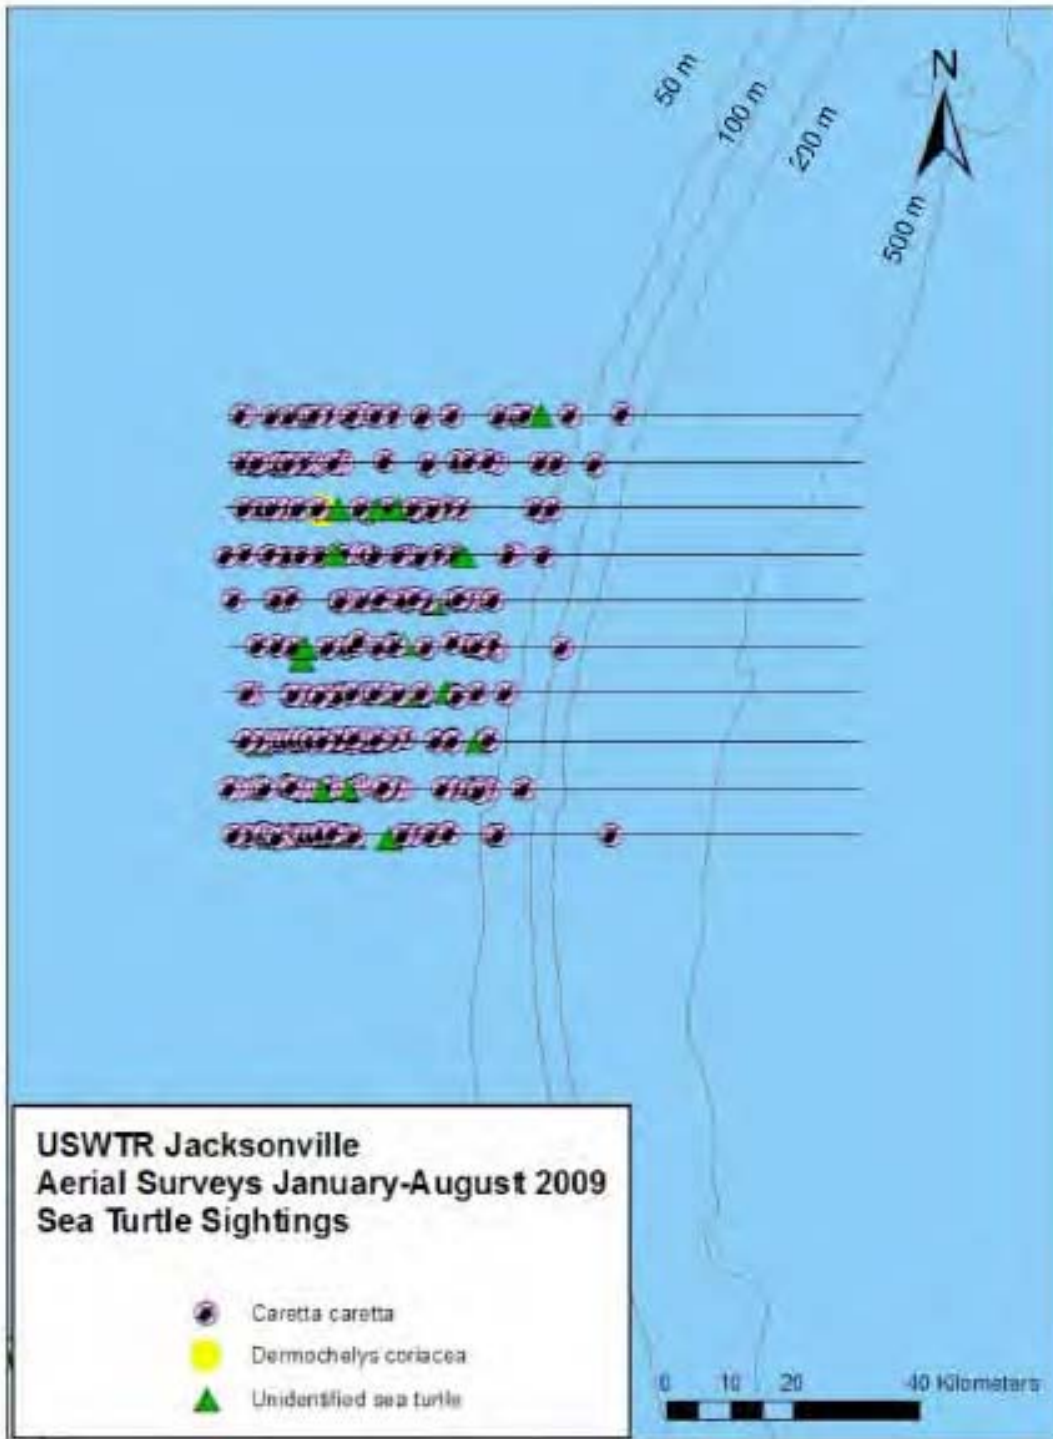 50 m
100 m
200 m
N
500 m
USWTR Jacksonville
Aerial Surveys January-August 2009
Sea Turtle Sightings
Caretta caretta
Dermochelys coriacea
Unidentified sea turtle
0 10 20 40 Kilometers